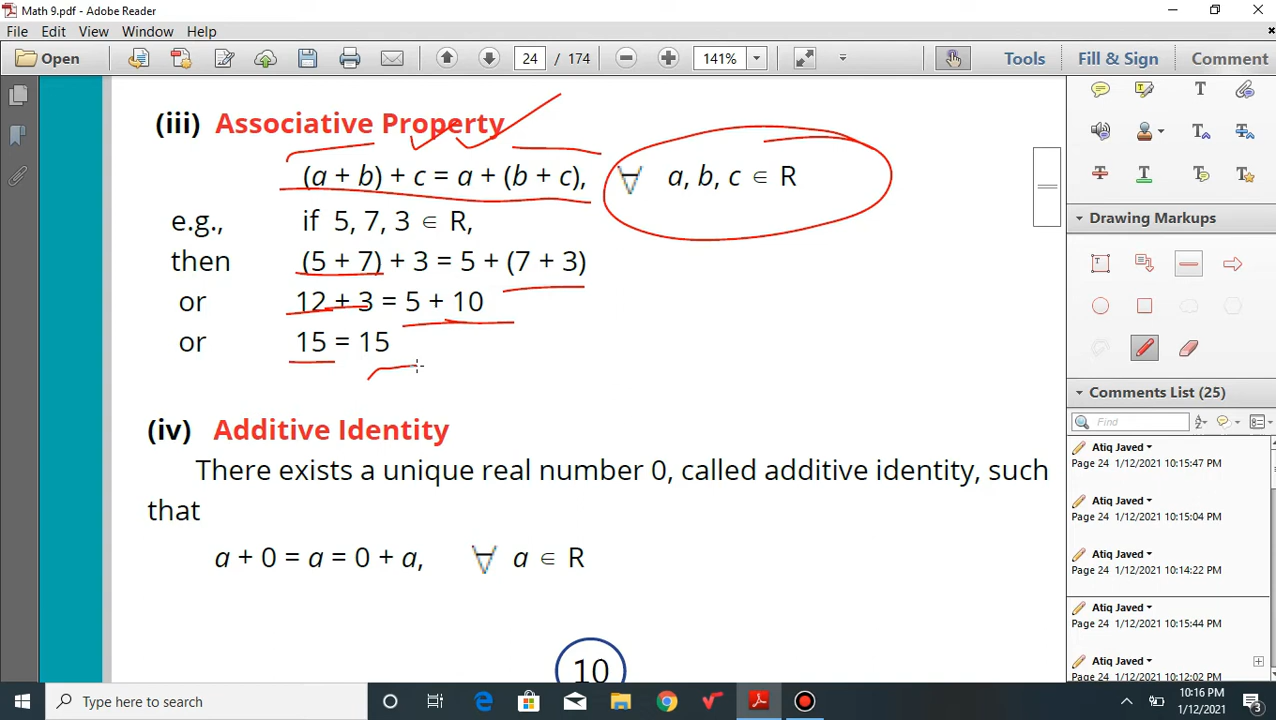 Math 9.pdf - Adobe Reader
File Edit View Window Help
Open 24 / 174 141% Tools Fill & Sign Comment
(iii) Associative Property
(a + b) + c = a + (b + c), ∀ a, b, c ∈ R
e.g., if 5, 7, 3 ∈ R,
then (5 + 7) + 3 = 5 + (7 + 3)
or 12 + 3 = 5 + 10
or 15 = 15
(iv) Additive Identity
There exists a unique real number 0, called additive identity, such
that
a + 0 = a = 0 + a, ∀ a ∈ R
10
Drawing Markups
Comments List (25)
Find
Atiq Javed
Page 24 1/12/2021 10:15:47 PM
Atiq Javed
Page 24 1/12/2021 10:15:04 PM
Atiq Javed
Page 24 1/12/2021 10:14:22 PM
Atiq Javed
Page 24 1/12/2021 10:15:44 PM
Atiq Javed
Page 24 1/12/2021 10:12:02 PM
Type here to search
10:16 PM
1/12/2021
3